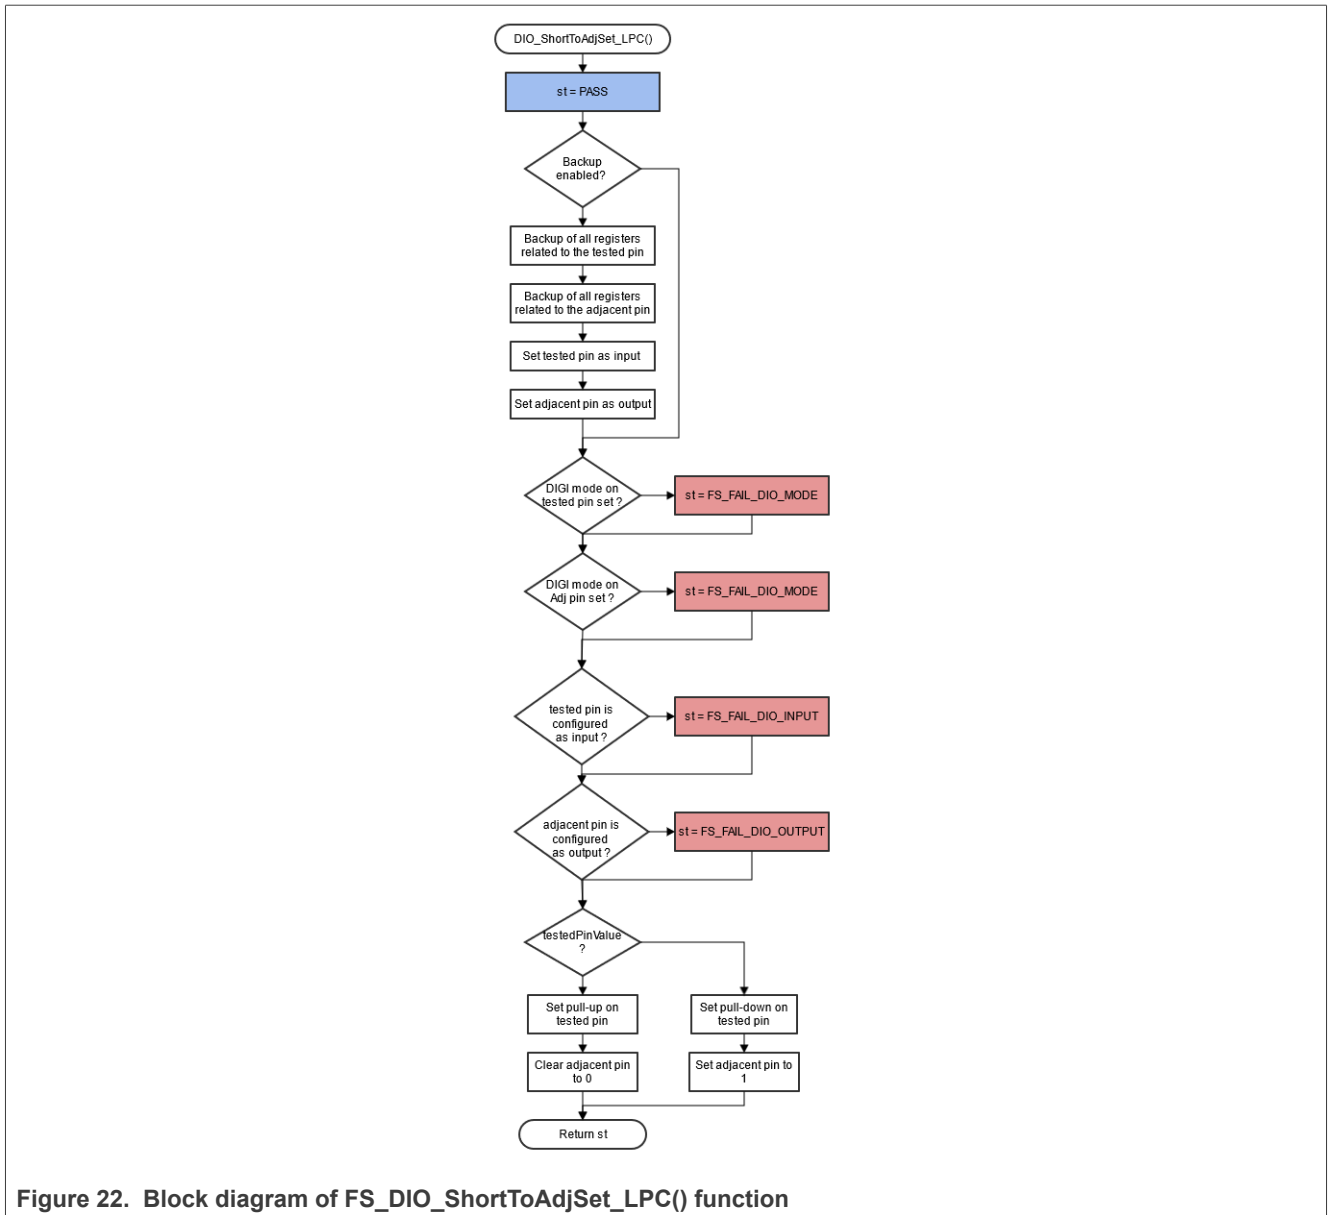 DIO_ShortToAdjSet_LPC()
st = PASS
Backup
enabled?
Backup of all registers
related to the tested pin
Backup of all registers
related to the adjacent pin
Set tested pin as input
Set adjacent pin as output
DIGI mode on
tested pin set ?
st = FS_FAIL_DIO_MODE
DIGI mode on
Adj pin set ?
st = FS_FAIL_DIO_MODE
tested pin is
configured
as input ?
st = FS_FAIL_DIO_INPUT
adjacent pin is
configured
as output ?
st = FS_FAIL_DIO_OUTPUT
testedPinValue
?
Set pull-up on
tested pin
Set pull-down on
tested pin
Clear adjacent pin
to 0
Set adjacent pin to
1
Return st
Figure 22. Block diagram of FS_DIO_ShortToAdjSet_LPC() function